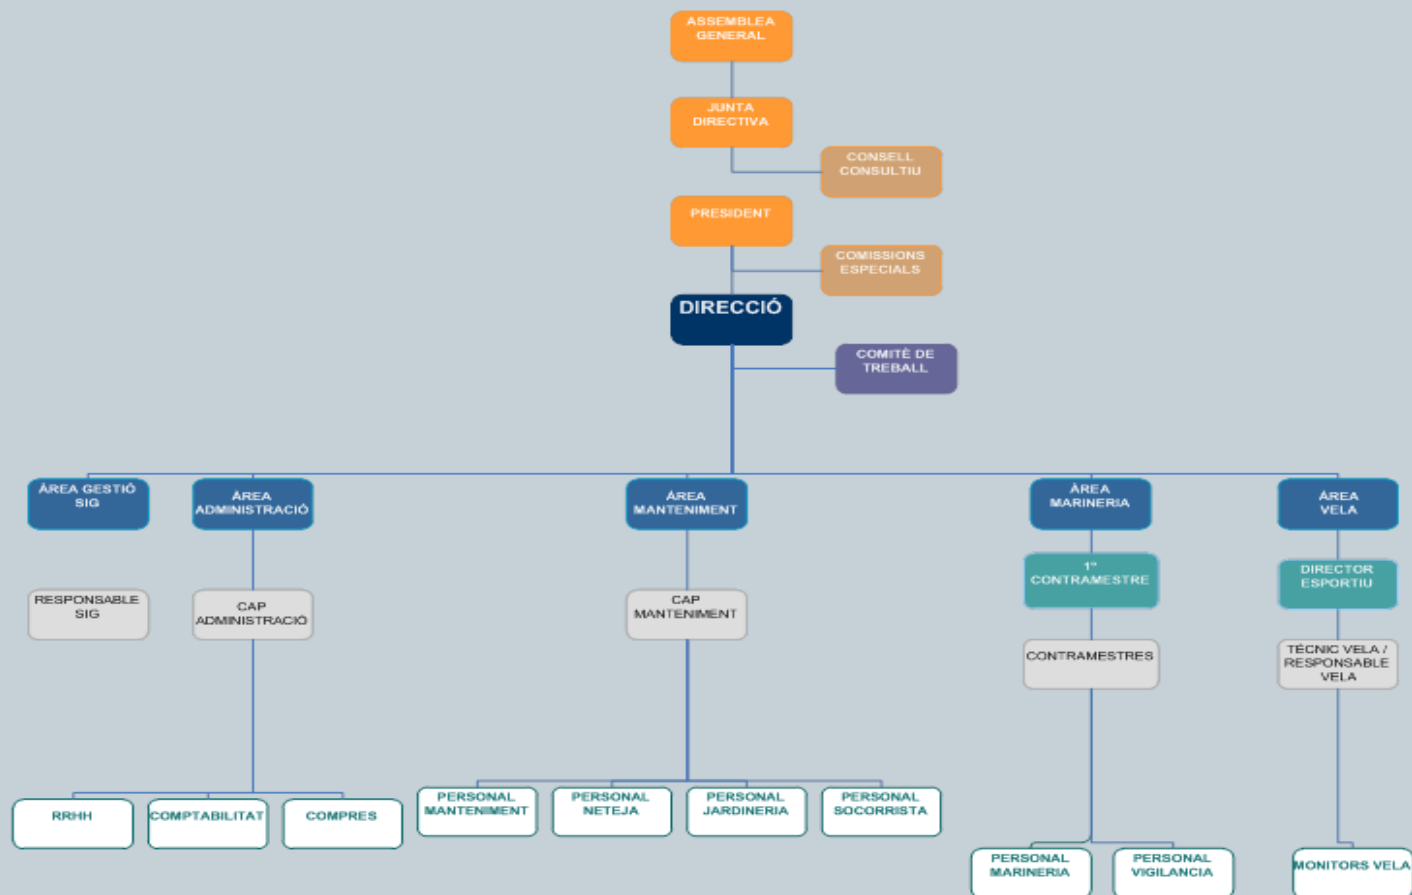 ASSEMBLEA
GENERAL
JUNTA
DIRECTIVA
CONSELL
CONSULTIU
PRESIDENT
COMISSIONS
ESPECIALS
DIRECCIÓ
COMITÈ DE
TREBALL
ÀREA GESTIÓ
SIG
ÀREA
ADMINISTRACIÓ
ÀREA
MANTENIMENT
ÀREA
MARINERIA
ÀREA
VELA
1º
CONTRAMESTRE
DIRECTOR
ESPORTIU
RESPONSABLE
SIG
CAP
ADMINISTRACIÓ
CAP
MANTENIMENT
CONTRAMESTRES
TÈCNIC VELA /
RESPONSABLE
VELA
RRHH
COMPTABILITAT
COMPRES
PERSONAL
MANTENIMENT
PERSONAL
NETEJA
PERSONAL
JARDINERIA
PERSONAL
SOCORRISTA
PERSONAL
MARINERIA
PERSONAL
VIGILANCIA
MONITORS VELA